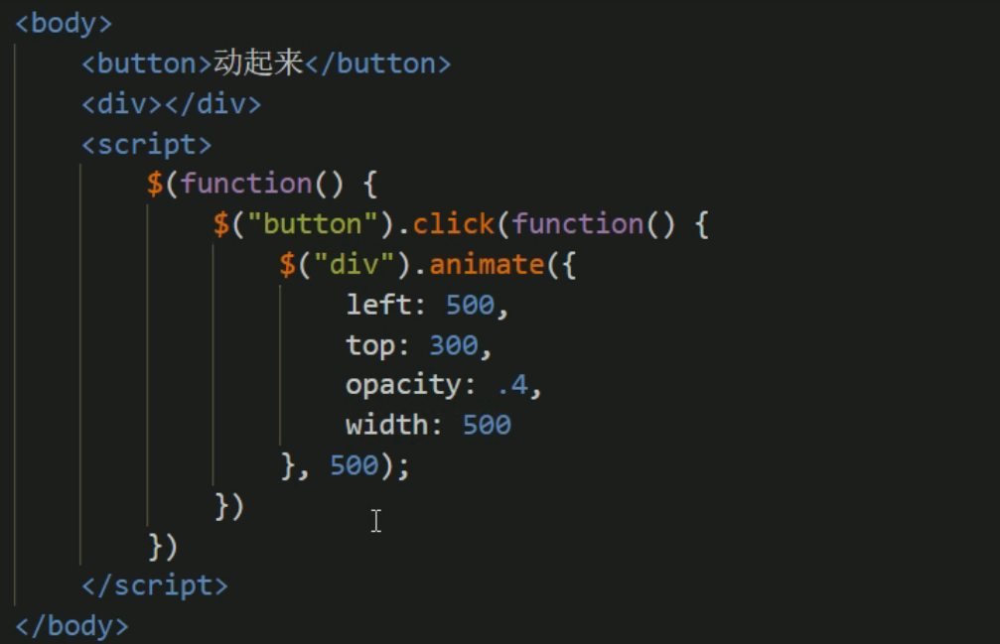 <body>
    <button>动起来</button>
    <div></div>
    <script>
        $(function() {
            $("button").click(function() {
                $("div").animate({
                    left: 500,
                    top: 300,
                    opacity: .4,
                    width: 500
                }, 500);
            })
        })
    </script>
</body>